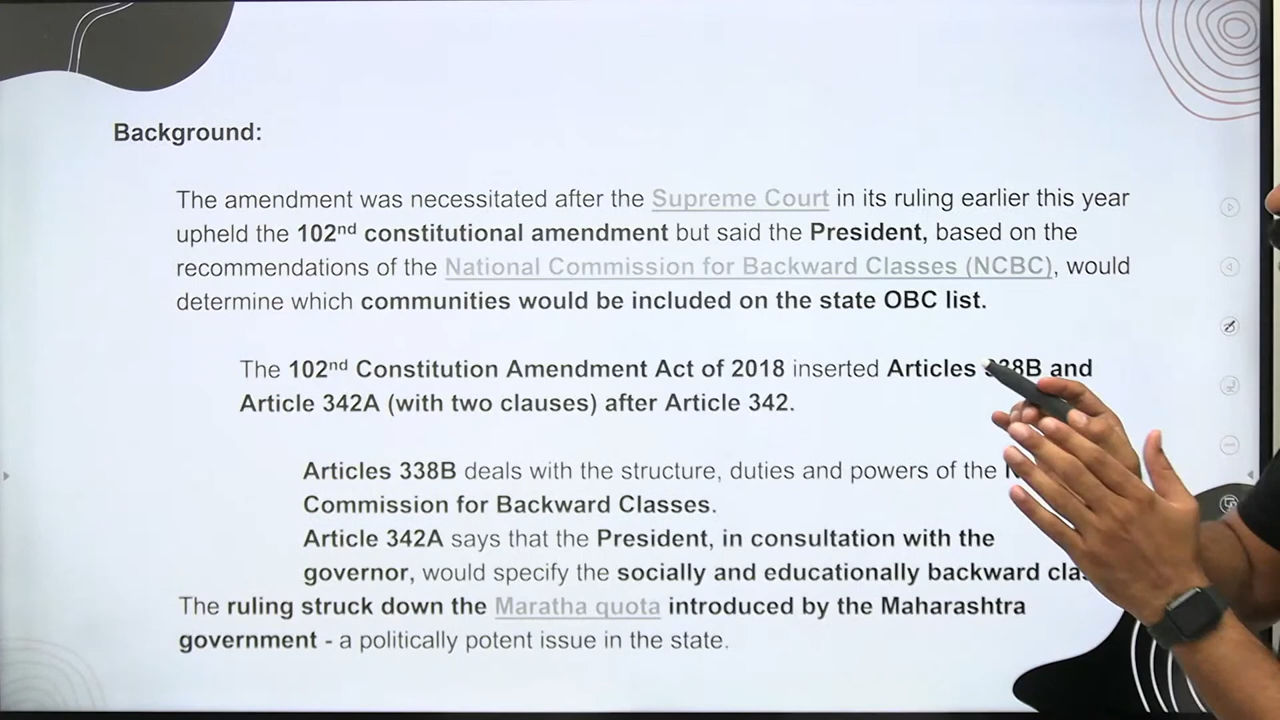 Background:
The amendment was necessitated after the Supreme Court in its ruling earlier this year
upheld the 102nd constitutional amendment but said the President, based on the
recommendations of the National Commission for Backward Classes (NCBC), would
determine which communities would be included on the state OBC list.
The 102nd Constitution Amendment Act of 2018 inserted Articles 338B and
Article 342A (with two clauses) after Article 342.
Articles 338B deals with the structure, duties and powers of the
Commission for Backward Classes.
Article 342A says that the President, in consultation with the
governor, would specify the socially and educationally backward
The ruling struck down the Maratha quota introduced by the Maharashtra
government - a politically potent issue in the state.